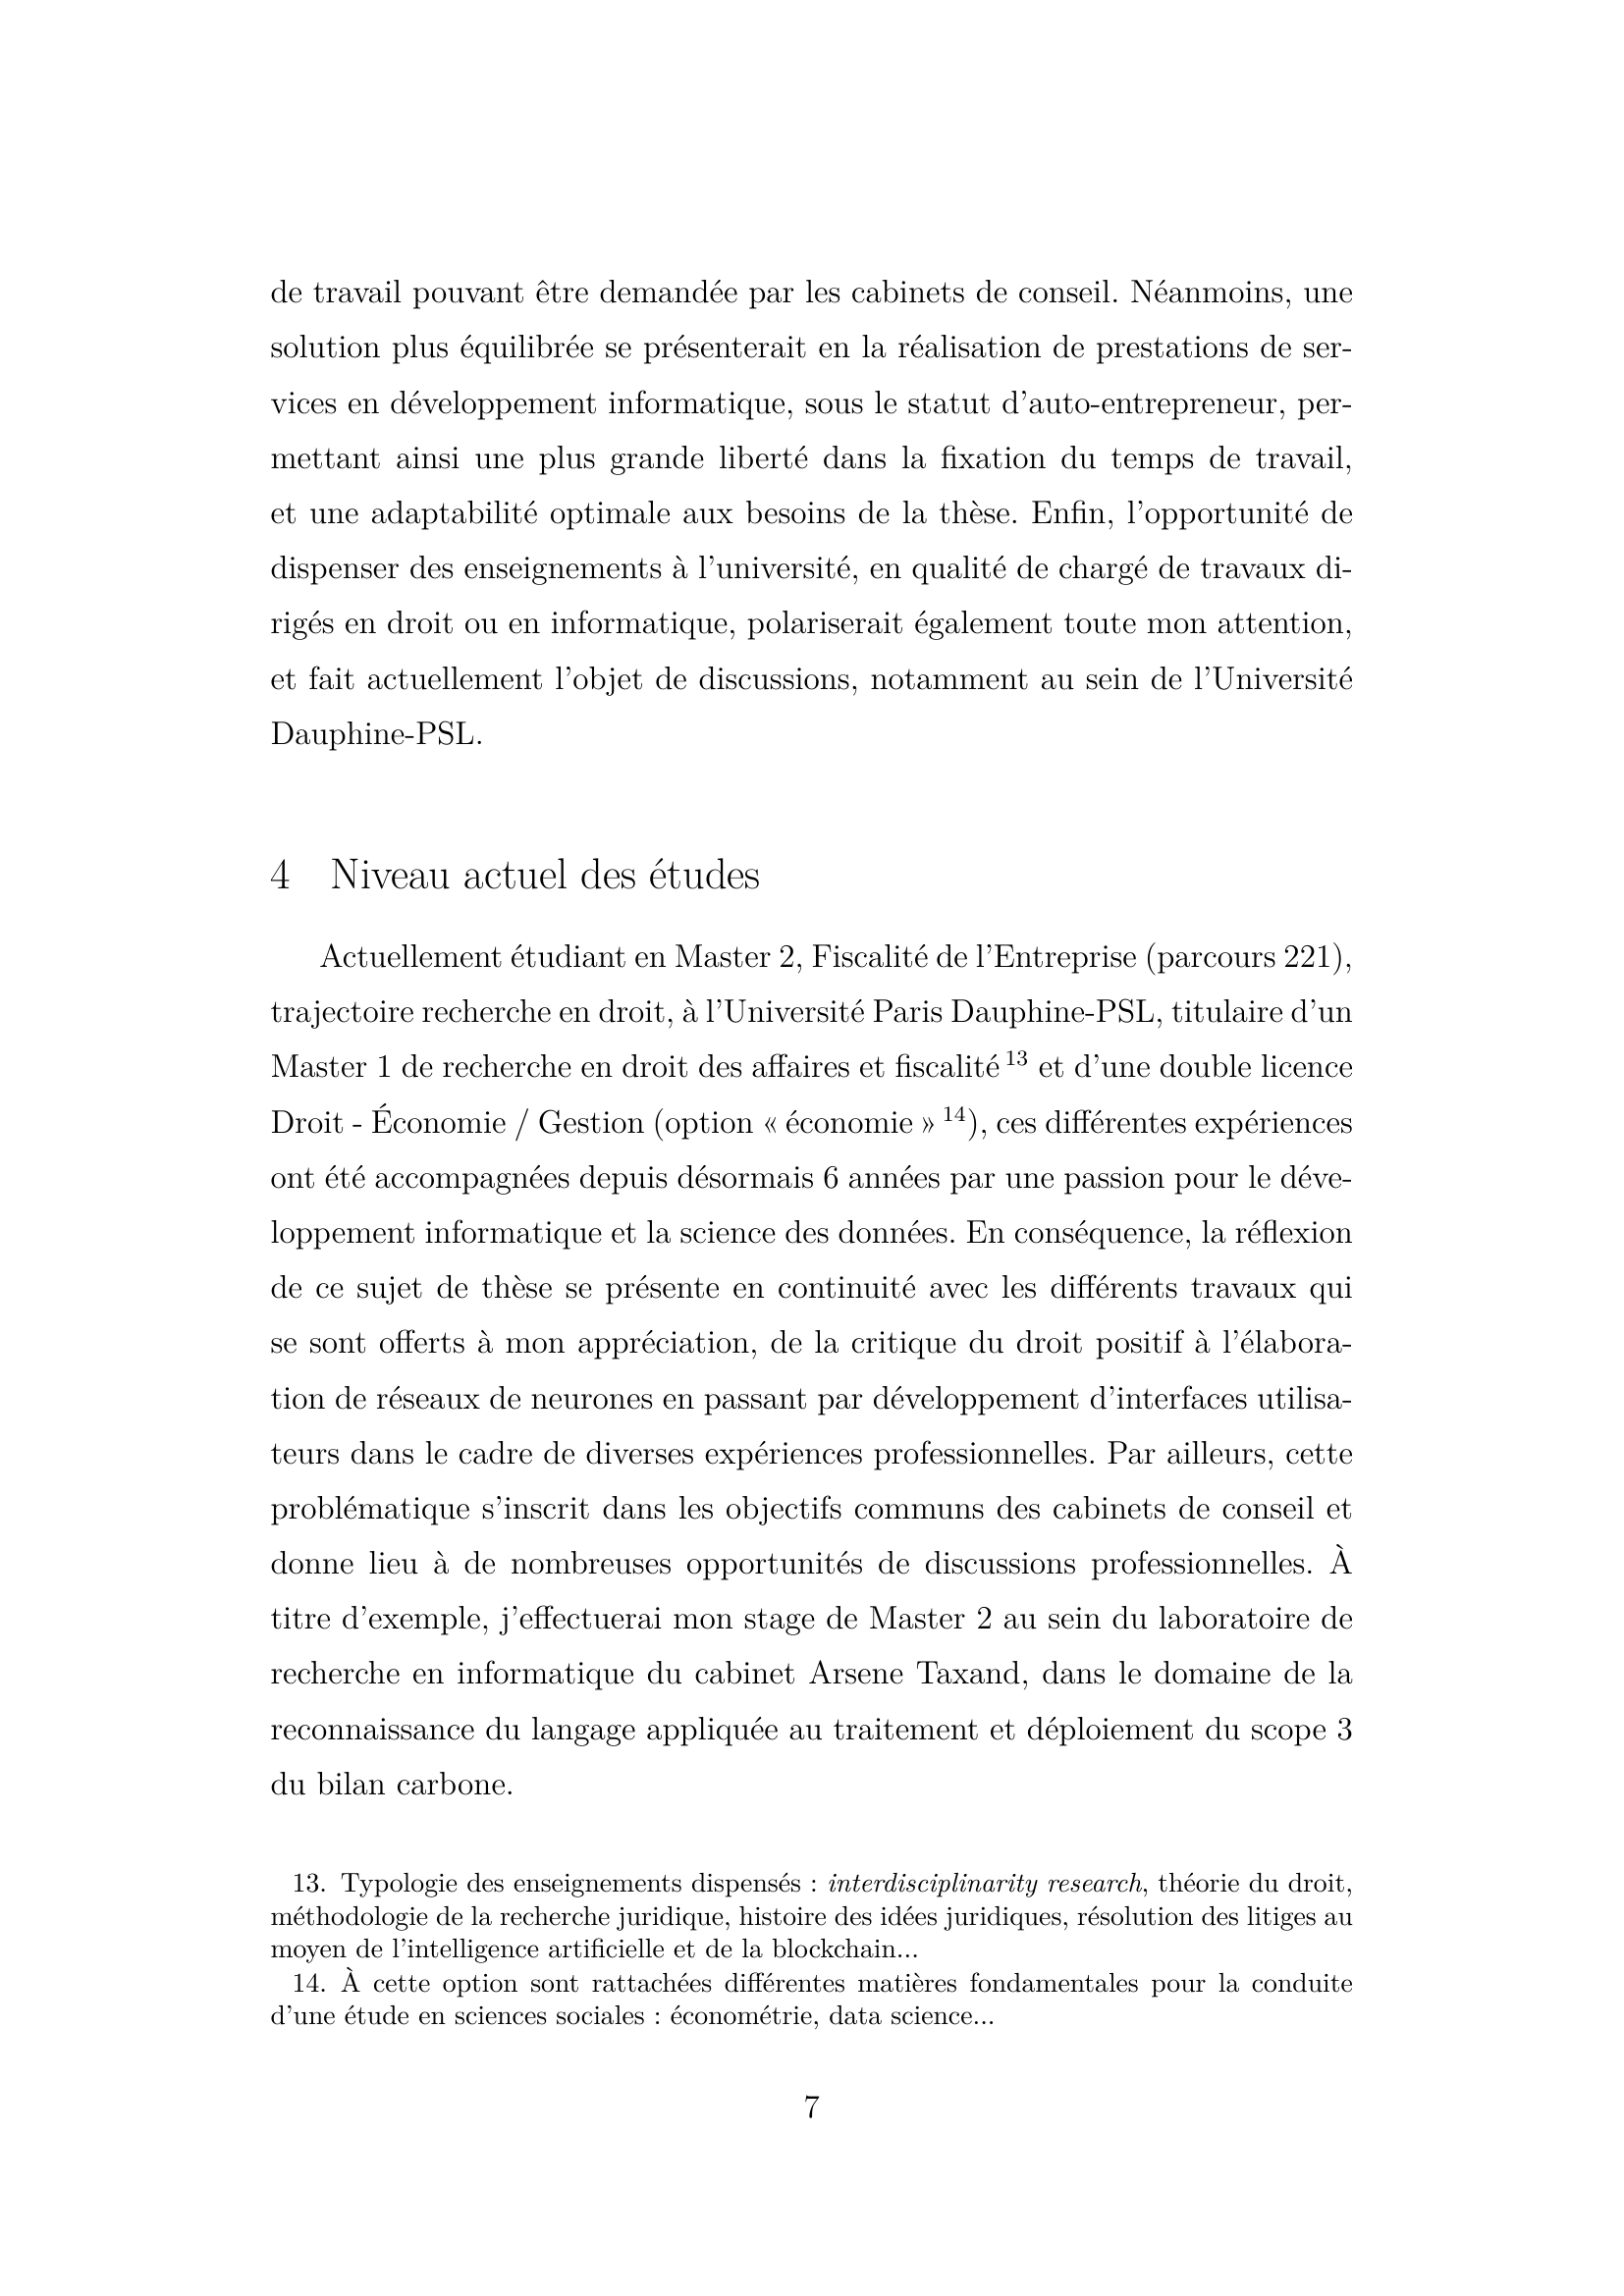 de travail pouvant être demandée par les cabinets de conseil. Néanmoins, une
solution plus équilibrée se présenterait en la réalisation de prestations de ser-
vices en développement informatique, sous le statut d'auto-entrepreneur, per-
mettant ainsi une plus grande liberté dans la fixation du temps de travail,
et une adaptabilité optimale aux besoins de la thèse. Enfin, l'opportunité de
dispenser des enseignements à l'université, en qualité de chargé de travaux di-
rigés en droit ou en informatique, polariserait également toute mon attention,
et fait actuellement l'objet de discussions, notamment au sein de l'Université
Dauphine-PSL.
4 Niveau actuel des études
Actuellement étudiant en Master 2, Fiscalité de l'Entreprise (parcours 221),
trajectoire recherche en droit, à l'Université Paris Dauphine-PSL, titulaire d'un
Master 1 de recherche en droit des affaires et fiscalité 13 et d'une double licence
Droit - Économie / Gestion (option « économie » 14), ces différentes expériences
ont été accompagnées depuis désormais 6 années par une passion pour le déve-
loppement informatique et la science des données. En conséquence, la réflexion
de ce sujet de thèse se présente en continuité avec les différents travaux qui
se sont offerts à mon appréciation, de la critique du droit positif à l'élabora-
tion de réseaux de neurones en passant par développement d'interfaces utilisa-
teurs dans le cadre de diverses expériences professionnelles. Par ailleurs, cette
problématique s'inscrit dans les objectifs communs des cabinets de conseil et
donne lieu à de nombreuses opportunités de discussions professionnelles. À
titre d'exemple, j'effectuerai mon stage de Master 2 au sein du laboratoire de
recherche en informatique du cabinet Arsene Taxand, dans le domaine de la
reconnaissance du langage appliquée au traitement et déploiement du scope 3
du bilan carbone.
13. Typologie des enseignements dispensés : interdisciplinarity research, théorie du droit,
méthodologie de la recherche juridique, histoire des idées juridiques, résolution des litiges au
moyen de l'intelligence artificielle et de la blockchain...
14. À cette option sont rattachées différentes matières fondamentales pour la conduite
d'une étude en sciences sociales : économétrie, data science...
7